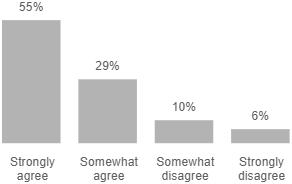 55%
29%
10%
6%
Strongly agree
Somewhat agree
Somewhat disagree
Strongly disagree